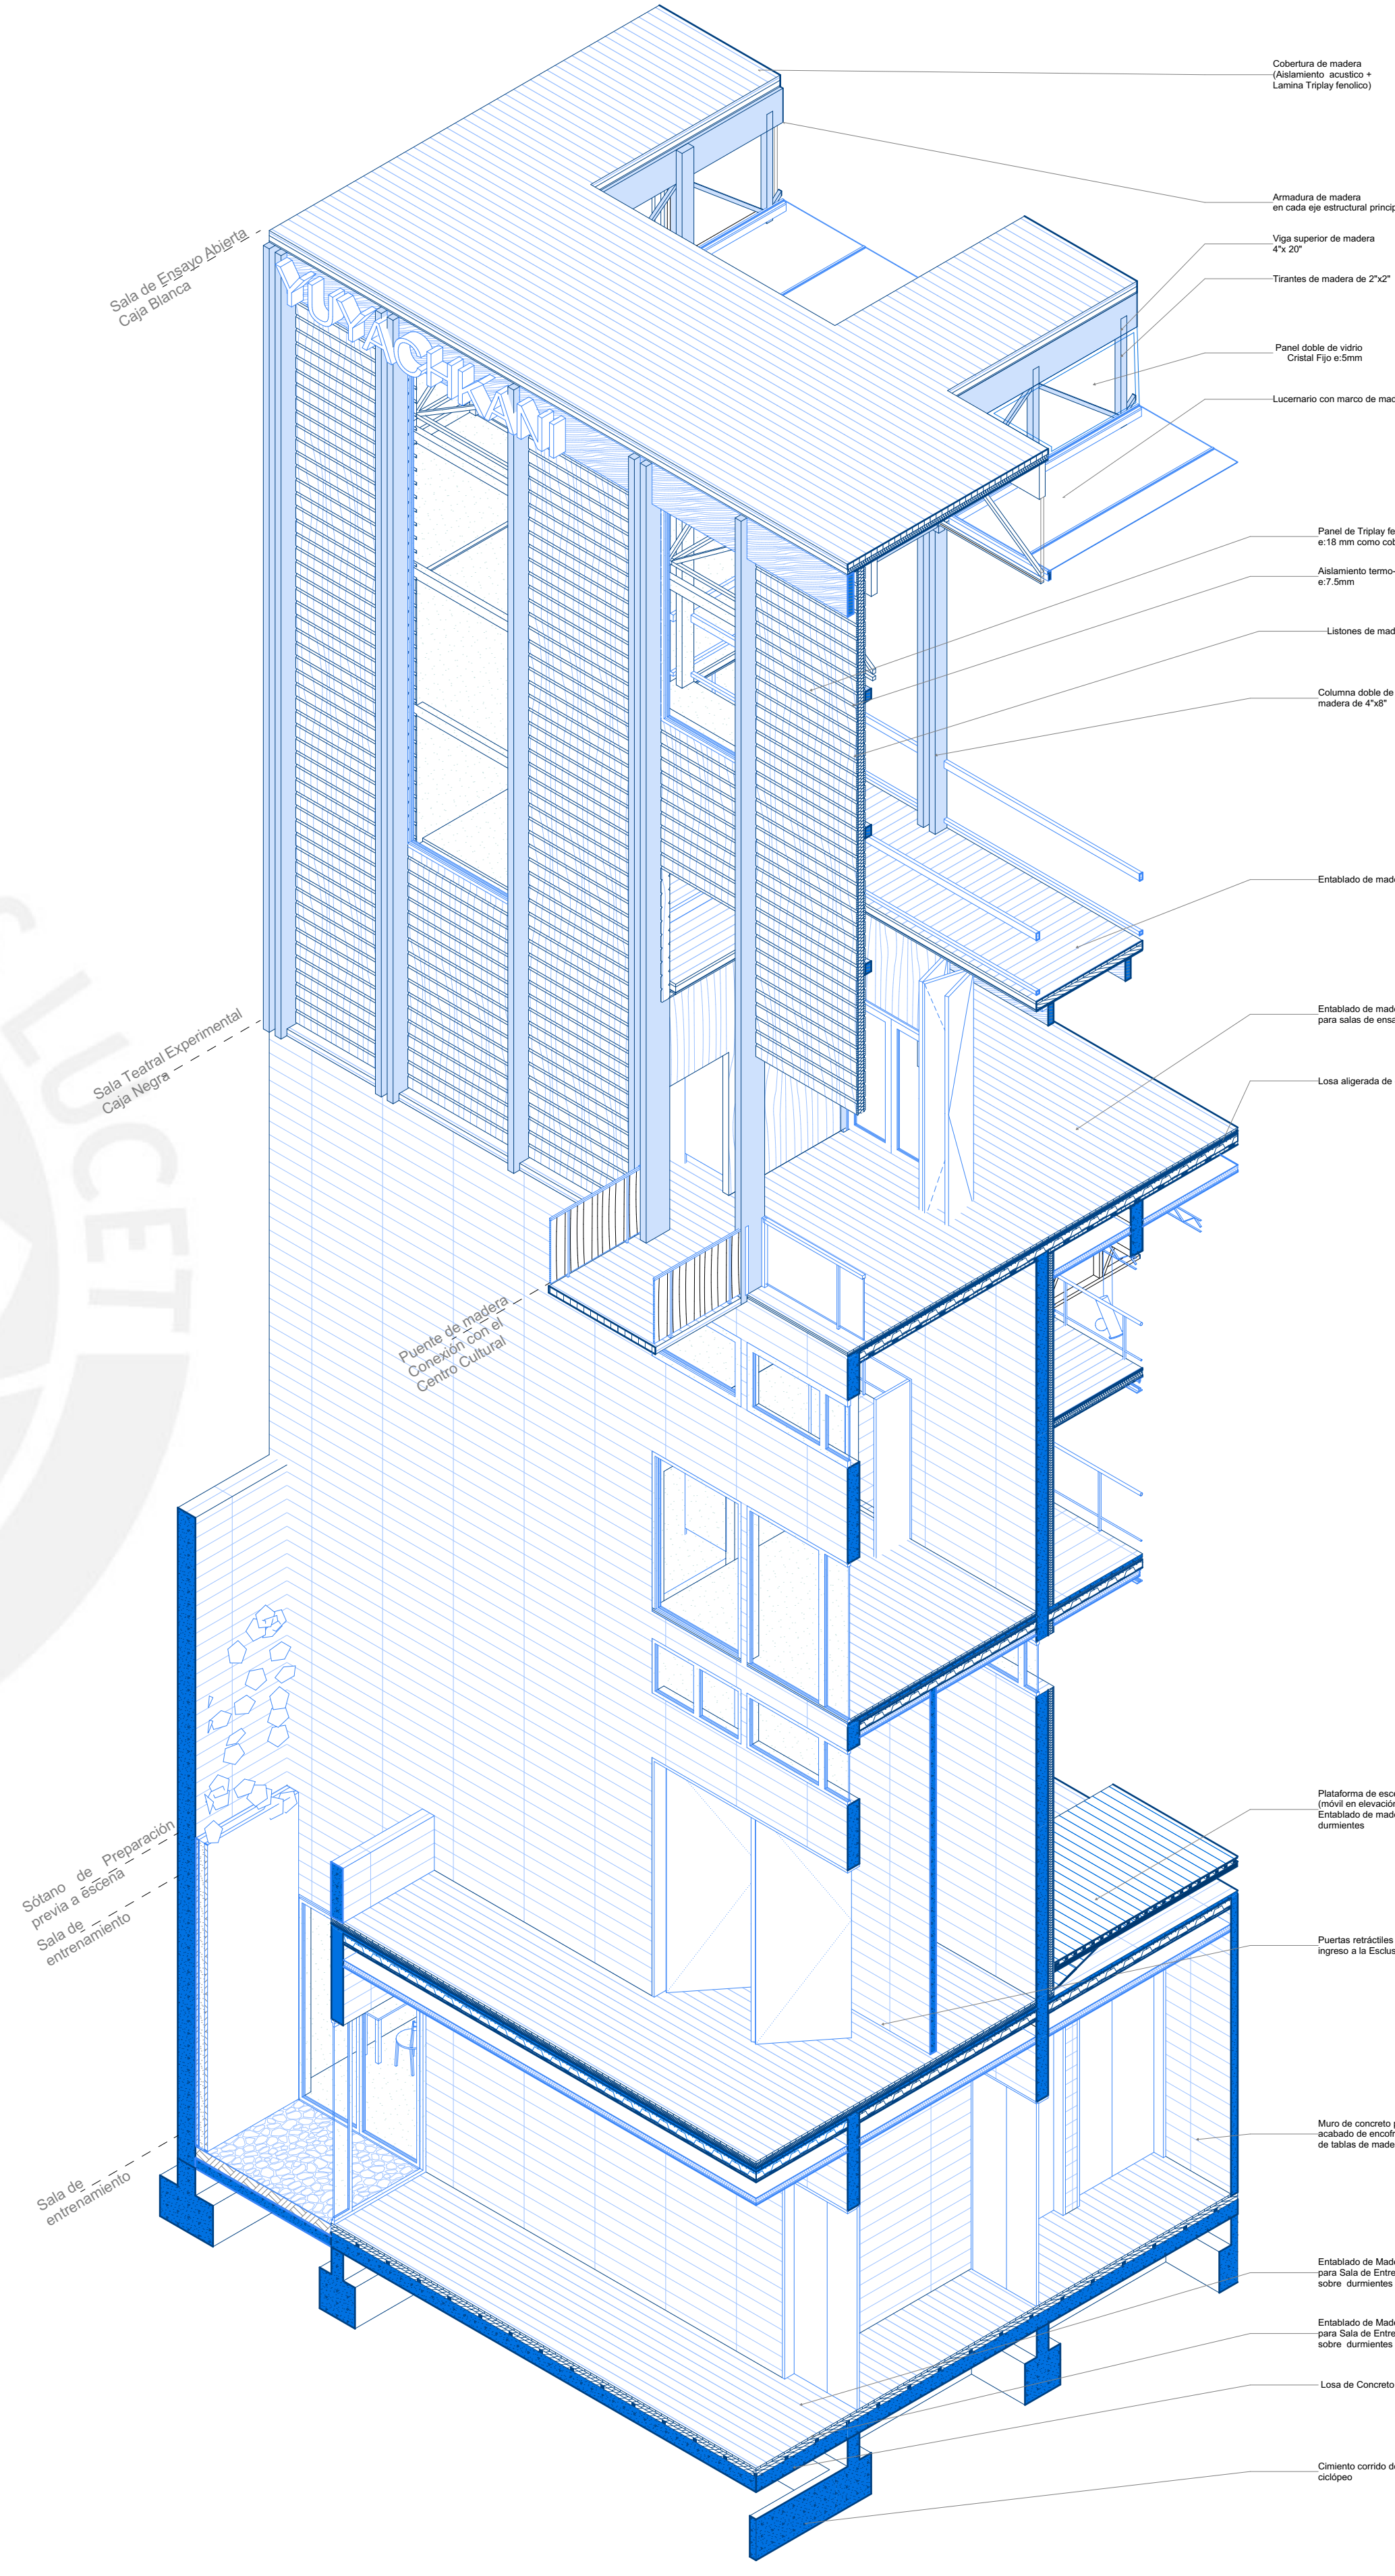 Cobertura de madera
(Aislamiento acustico +
Lamina Triplay fenolico)
Armadura de madera
en cada eje estructural princip
Viga superior de madera
4"x 20"
Tirantes de madera de 2"x2"
Panel doble de vidrio
Cristal Fijo e:5mm
Lucernario con marco de mad
Panel de Triplay fe
e:18 mm como cob
Aislamiento termo-
e:7.5mm
Listones de mad
Columna doble de
madera de 4"x8"
Entablado de made
Entablado de made
para salas de ensa
Losa aligerada de
Plataforma de esce
(móvil en elevación
Entablado de made
durmientes
Puertas retráctiles
ingreso a la Esclus
Muro de concreto p
acabado de encofr
de tablas de made
Entablado de Made
para Sala de Entre
sobre durmientes
Entablado de Made
para Sala de Entre
sobre durmientes
Losa de Concreto
Cimiento corrido de
ciclópeo
Sala de Ensayo Abierta
Caja Blanca
YUYACHKANI
Sala Teatral Experimental
Caja Negra
Puente de madera
Conexión con el
Centro Cultural
Sótano de Preparación
previa a escena
Sala de
entrenamiento
Sala de
entrenamiento
LUCET